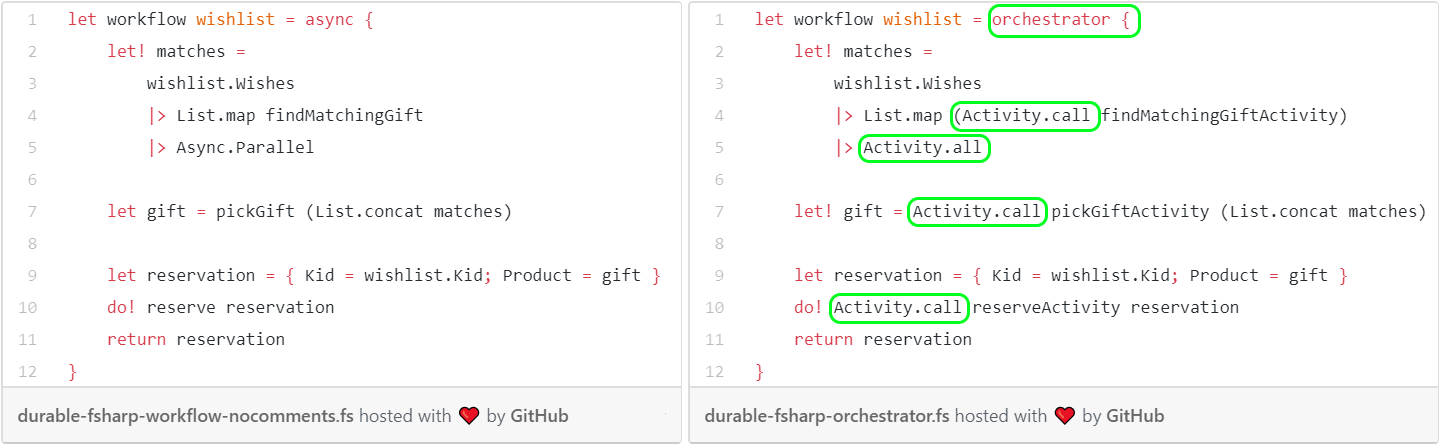 1 let workflow wishlist = async {
2 let! matches =
3 wishlist.Wishes
4 |> List.map findMatchingGift
5 |> Async.Parallel
6
7 let gift = pickGift (List.concat matches)
8
9 let reservation = { Kid = wishlist.Kid; Product = gift }
10 do! reserve reservation
11 return reservation
12 }
durable-fsharp-workflow-nocomments.fs hosted with ❤ by GitHub
1 let workflow wishlist = orchestrator {
2 let! matches =
3 wishlist.Wishes
4 |> List.map (Activity.call findMatchingGiftActivity)
5 |> Activity.all
6
7 let! gift = Activity.call pickGiftActivity (List.concat matches)
8
9 let reservation = { Kid = wishlist.Kid; Product = gift }
10 do! Activity.call reserveActivity reservation
11 return reservation
12 }
durable-fsharp-orchestrator.fs hosted with ❤ by GitHub